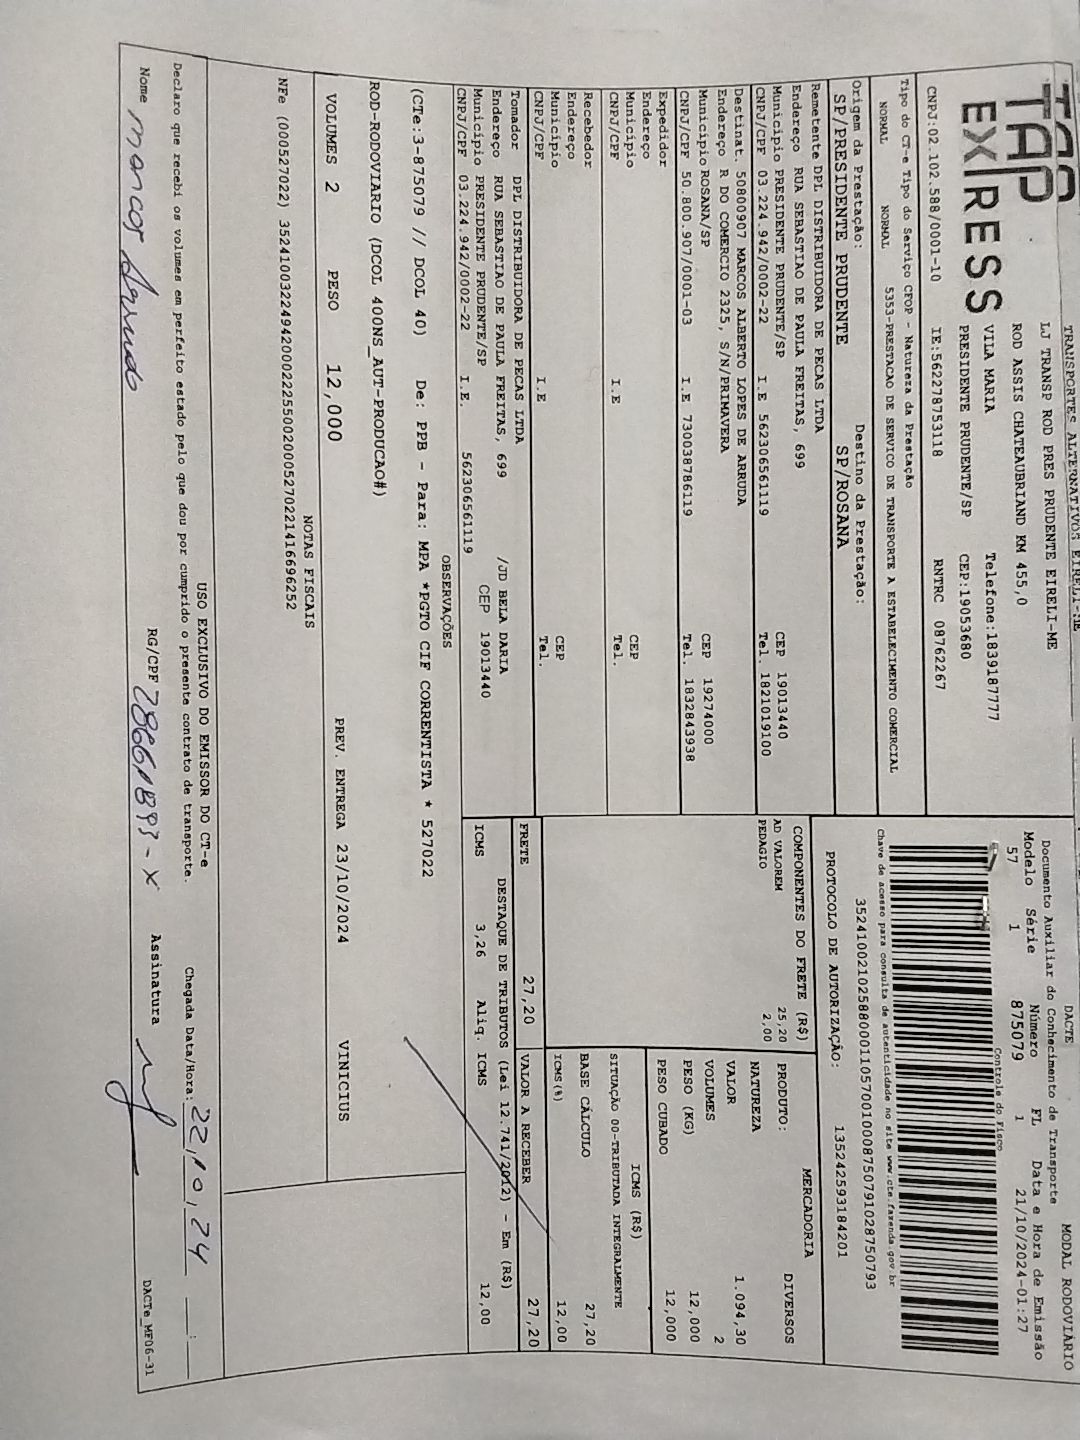 TAP
EXPRESS
TRANSPORTES ALTERNATIVOS EIRELI-ME
LJ TRANSP ROD PRES PRUDENTE EIRELI-ME
ROD ASSIS CHATEAUBRIAND KM 455,0
VILA MARIA Telefone:1839187777
PRESIDENTE PRUDENTE/SP CEP:19053680
CNPJ:02.102.588/0001-10 IE:562278753118 RNTRC 08762267
DACTE MODAL RODOVIÁRIO
Documento Auxiliar do Conhecimento de Transporte
Modelo Série Número FL Data e Hora de Emissão
57 1 875079 1 21/10/2024-01:27
Controle do Fisco
Chave de acesso para consulta de autenticidade no site www.cte.fazenda.gov.br
35241002102588000110570010008750791028750793
PROTOCOLO DE AUTORIZAÇÃO: 135242593184201
Tipo do CT-e Tipo do Serviço CFOP - Natureza da Prestação
NORMAL NORMAL 5353-PRESTACAO DE SERVICO DE TRANSPORTE A ESTABELECIMENTO COMERCIAL
Origem da Prestação: Destino da Prestação:
SP/PRESIDENTE PRUDENTE SP/ROSANA
Remetente DPL DISTRIBUIDORA DE PECAS LTDA
Endereço RUA SEBASTIAO DE PAULA FREITAS, 699
Município PRESIDENTE PRUDENTE/SP CEP 19013440
CNPJ/CPF 03.224.942/0002-22 I.E 562306561119 Tel. 18210191​00
Destinat. 50800907 MARCOS ALBERTO LOPES DE ARRUDA
Endereço R DO COMERCIO 2325, S/N/PRIMAVERA
Município ROSANA/SP CEP 19274000
CNPJ/CPF 50.800.907/0001-03 I.E 730038786119 Tel. 1832843938
Expedidor
Endereço
Município CEP
CNPJ/CPF I.E Tel.
Recebedor
Endereço
Município CEP
CNPJ/CPF I.E Tel.
Tomador DPL DISTRIBUIDORA DE PECAS LTDA
Endereço RUA SEBASTIAO DE PAULA FREITAS, 699 /JD BELA DARIA
Município PRESIDENTE PRUDENTE/SP CEP 19013440
CNPJ/CPF 03.224.942/0002-22 I.E. 562306561119
COMPONENTES DO FRETE (R$)
AD VALOREM 25,20
PEDAGIO 2,00
FRETE 27,20
MERCADORIA
PRODUTO: DIVERSOS
NATUREZA
VALOR 1.094,30
VOLUMES 2
PESO (KG) 12,000
PESO CUBADO 12,000
ICMS (R$)
SITUAÇÃO 00-TRIBUTADA INTEGRALMENTE
BASE CÁLCULO 27,20
ICMS(%) 12,00
VALOR A RECEBER 27,20
DESTAQUE DE TRIBUTOS (Lei 12.741/2012) - Em (R$)
ICMS 3,26 Aliq. ICMS 12,00
OBSERVAÇÕES
(CTe:3-875079 // DCOL 40) De: PPB - Para: MPA *PGTO CIF CORRENTISTA * 527022
ROD-RODOVIARIO (DCOL 400NS_AUT-PRODUCAO#)
VOLUMES 2 PESO 12,000 PREV. ENTREGA 23/10/2024 VINICIUS
NOTAS FISCAIS
NFe (000527022) 35241003224942000222550020005270221416696252
USO EXCLUSIVO DO EMISSOR DO CT-e
Declaro que recebi os volumes em perfeito estado pelo que dou por cumprido o presente contrato de transporte. Chegada Data/Hora: 22,10,24 __:__
Nome marcos Arruda RG/CPF Assinatura
DACTe_MF06-31